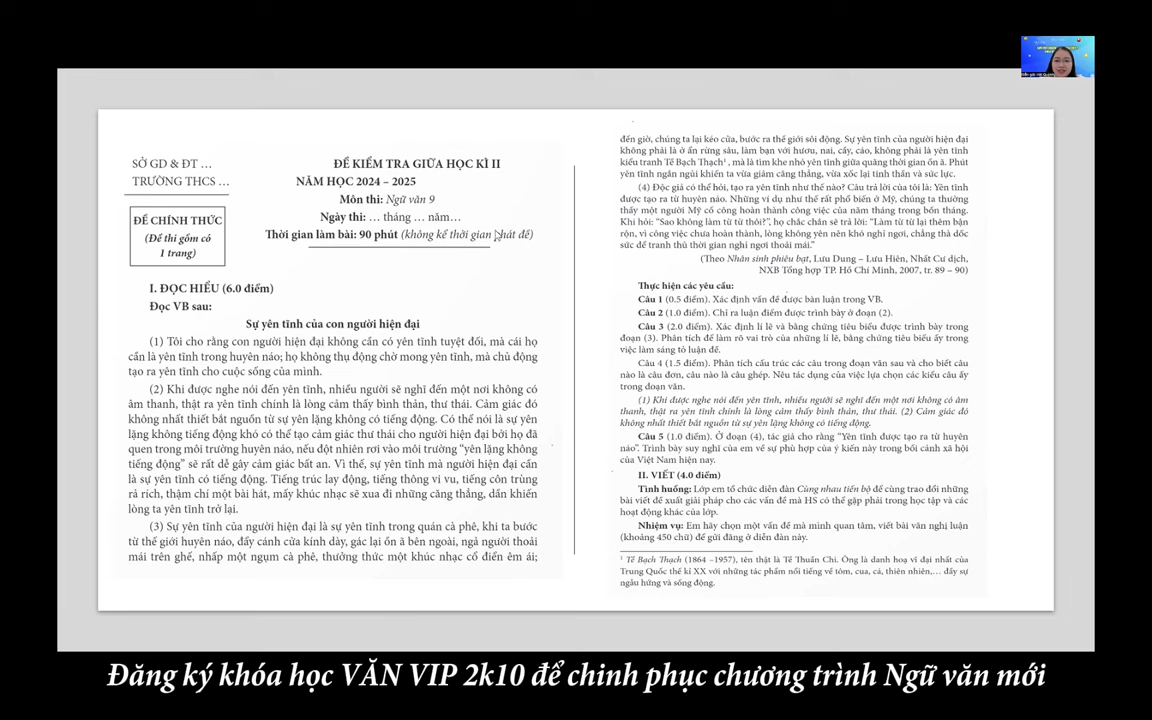 SỞ GD & ĐT …
TRƯỜNG THCS …
ĐỀ CHÍNH THỨC
(Đề thi gồm có
1 trang)
ĐỀ KIỂM TRA GIỮA HỌC KÌ II
NĂM HỌC 2024 – 2025
Môn thi: Ngữ văn 9
Ngày thi: … tháng … năm…
Thời gian làm bài: 90 phút (không kể thời gian phát đề)
I. ĐỌC HIỂU (6.0 điểm)
Đọc VB sau:
Sự yên tĩnh của con người hiện đại
(1) Tôi cho rằng con người hiện đại không cần có yên tĩnh tuyệt đối, mà cái họ
cần là yên tĩnh trong huyên náo; họ không thụ động chờ mong yên tĩnh, mà chủ động
tạo ra yên tĩnh cho cuộc sống của mình.
(2) Khi được nghe nói đến yên tĩnh, nhiều người sẽ nghĩ đến một nơi không có
âm thanh, thật ra yên tĩnh chính là lòng cảm thấy bình thản, thư thái. Cảm giác đó
không nhất thiết bắt nguồn từ sự yên lặng không có tiếng động. Có thể nói là sự yên
lặng không tiếng động khó có thể tạo cảm giác thư thái cho người hiện đại bởi họ đã
quen trong môi trường huyên náo, nếu đột nhiên rơi vào môi trường “yên lặng không
tiếng động” sẽ rất dễ gây cảm giác bất an. Vì thế, sự yên tĩnh mà người hiện đại cần
là sự yên tĩnh có tiếng động. Tiếng trúc lay động, tiếng thông vi vu, tiếng côn trùng
rả rích, thậm chí một bài hát, mấy khúc nhạc sẽ xua đi những căng thẳng, dẫn khiến
lòng ta yên tĩnh trở lại.
(3) Sự yên tĩnh của người hiện đại là sự yên tĩnh trong quán cà phê, khi ta bước
từ thế giới huyên náo, đẩy cánh cửa kính dày, gác lại ồn ã bên ngoài, ngả người thoải
mái trên ghế, nhấp một ngụm cà phê, thưởng thức một khúc nhạc cổ điển êm ái;
đến giờ, chúng ta lại kéo cửa, bước ra thế giới sôi động. Sự yên tĩnh của người hiện đại
không phải là ở ẩn rừng sâu, làm bạn với hươu, nai, cầy, cáo, không phải là yên tĩnh
kiểu tranh Tề Bạch Thạch¹, mà là tìm khe nhỏ yên tĩnh giữa quãng thời gian ồn ã. Phút
yên tĩnh ngắn ngủi khiến ta vừa giảm căng thẳng, vừa xốc lại tinh thần và sức lực.
(4) Độc giả có thể hỏi, tạo ra yên tĩnh như thế nào? Câu trả lời của tôi là: Yên tĩnh
được tạo ra từ huyên náo. Những ví dụ như thế rất phổ biến ở Mỹ, chúng ta thường
thấy một người Mỹ cố công hoàn thành công việc của năm tháng trong bốn tháng.
Khi hỏi: “Sao không làm từ từ thôi?”, họ chắc chắn sẽ trả lời: “Làm từ từ lại thêm bận
rộn, vì công việc chưa hoàn thành, lòng không yên nên khó nghỉ ngơi, chẳng thà dốc
sức để tranh thủ thời gian nghỉ ngơi thoải mái.”
(Theo Nhân sinh phiêu bạt, Lưu Dung – Lưu Hiên, Nhất Cư dịch,
NXB Tổng hợp TP. Hồ Chí Minh, 2007, tr. 89 – 90)
Thực hiện các yêu cầu:
Câu 1 (0.5 điểm). Xác định vấn đề được bàn luận trong VB.
Câu 2 (1.0 điểm). Chỉ ra luận điểm được trình bày ở đoạn (2).
Câu 3 (2.0 điểm). Xác định lí lẽ và bằng chứng tiêu biểu được trình bày trong
đoạn (3). Phân tích để làm rõ vai trò của những lí lẽ, bằng chứng tiêu biểu ấy trong
việc làm sáng tỏ luận đề.
Câu 4 (1.5 điểm). Phân tích cấu trúc các câu trong đoạn văn sau và cho biết câu
nào là câu đơn, câu nào là câu ghép. Nêu tác dụng của việc lựa chọn các kiểu câu ấy
trong đoạn văn.
(1) Khi được nghe nói đến yên tĩnh, nhiều người sẽ nghĩ đến một nơi không có âm
thanh, thật ra yên tĩnh chính là lòng cảm thấy bình thản, thư thái. (2) Cảm giác đó
không nhất thiết bắt nguồn từ sự yên lặng không có tiếng động.
Câu 5 (1.0 điểm). Ở đoạn (4), tác giả cho rằng “Yên tĩnh được tạo ra từ huyên
náo”. Trình bày suy nghĩ của em về sự phù hợp của ý kiến này trong bối cảnh xã hội
của Việt Nam hiện nay.
II. VIẾT (4.0 điểm)
Tình huống: Lớp em tổ chức diễn đàn Cùng nhau tiến bộ để cùng trao đổi những
bài viết đề xuất giải pháp cho các vấn đề mà HS có thể gặp phải trong học tập và các
hoạt động khác của lớp.
Nhiệm vụ: Em hãy chọn một vấn đề mà mình quan tâm, viết bài văn nghị luận
(khoảng 450 chữ) để gửi đăng ở diễn đàn này.
¹ Tề Bạch Thạch (1864 –1957), tên thật là Tề Thuần Chi. Ông là danh hoạ vĩ đại nhất của
Trung Quốc thế kỉ XX với những tác phẩm nổi tiếng về tôm, cua, cá, thiên nhiên,… đầy sự
ngẫu hứng và sống động.
Đăng ký khóa học VĂN VIP 2k10 để chinh phục chương trình Ngữ văn mới